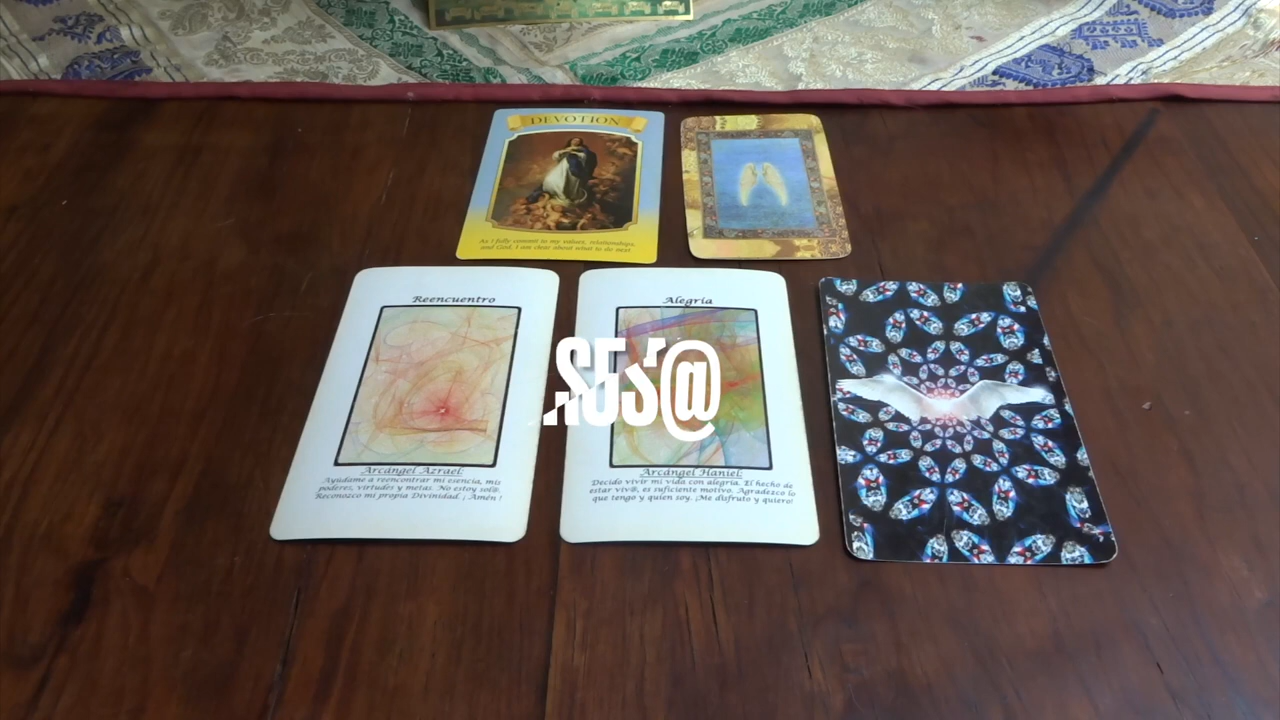 DEVOTION
As I fully commit to my values, relationships,
and God, I am clear about what to do next.
Reencuentro
Arcángel Azrael:
Ayúdame a reencontrar mi esencia, mis
poderes, virtudes y metas. No estoy sol@.
Reconozco mi propia Divinidad. ¡ Amén !
Alegría
Arcángel Haniel:
Decido vivir mi vida con alegría. El hecho de
estar viv@, es suficiente motivo. Agradezco lo
que tengo y quien soy. ¡Me disfruto y quiero!